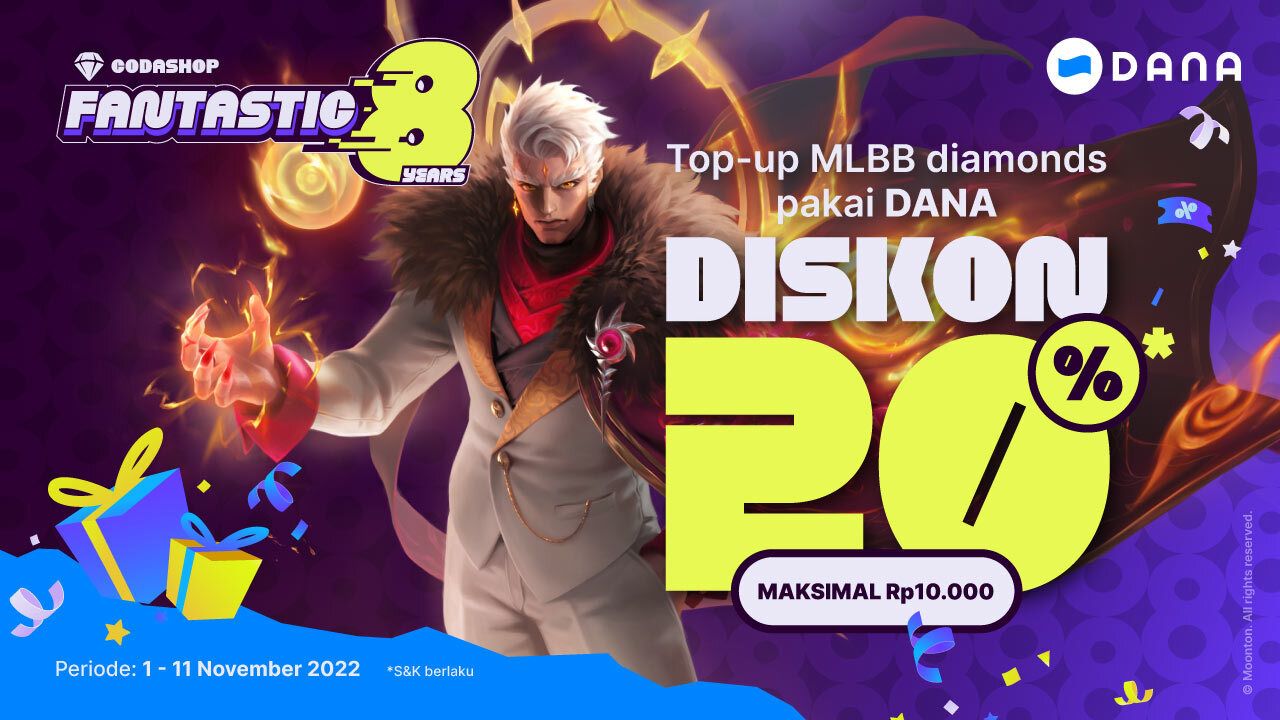 CODASHOP
FANTASTIC 8
YEARS
DANA
Top-up MLBB diamonds
pakai DANA
DISKON
20%*
MAKSIMAL Rp10.000
Periode: 1 - 11 November 2022 *S&K berlaku
© Moonton. All rights reserved.